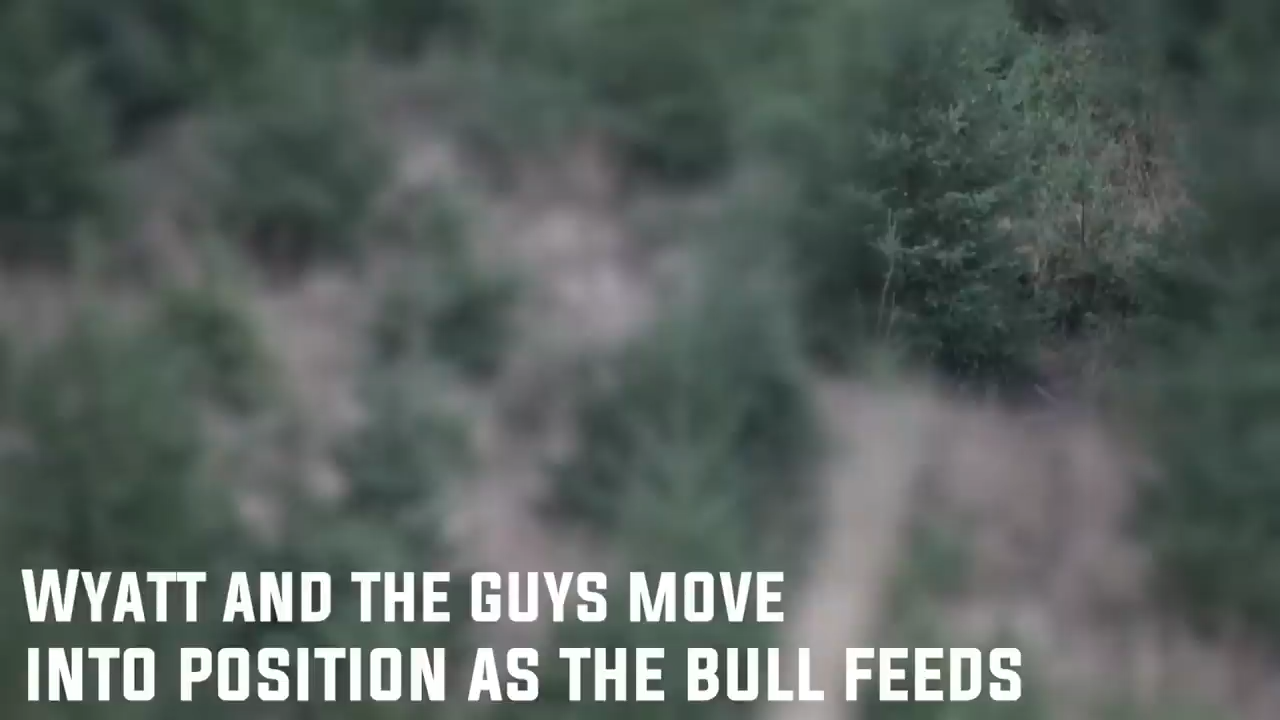 Wyatt and the guys move
into position as the bull feeds